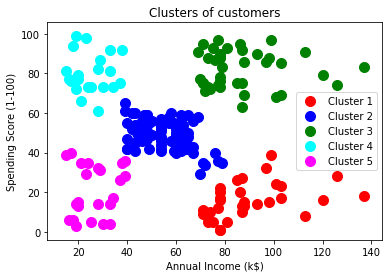 Clusters of customers
Spending Score (1-100)
100
80
60
40
20
0
Cluster 1
Cluster 2
Cluster 3
Cluster 4
Cluster 5
20 40 60 80 100 120 140
Annual Income (k$)